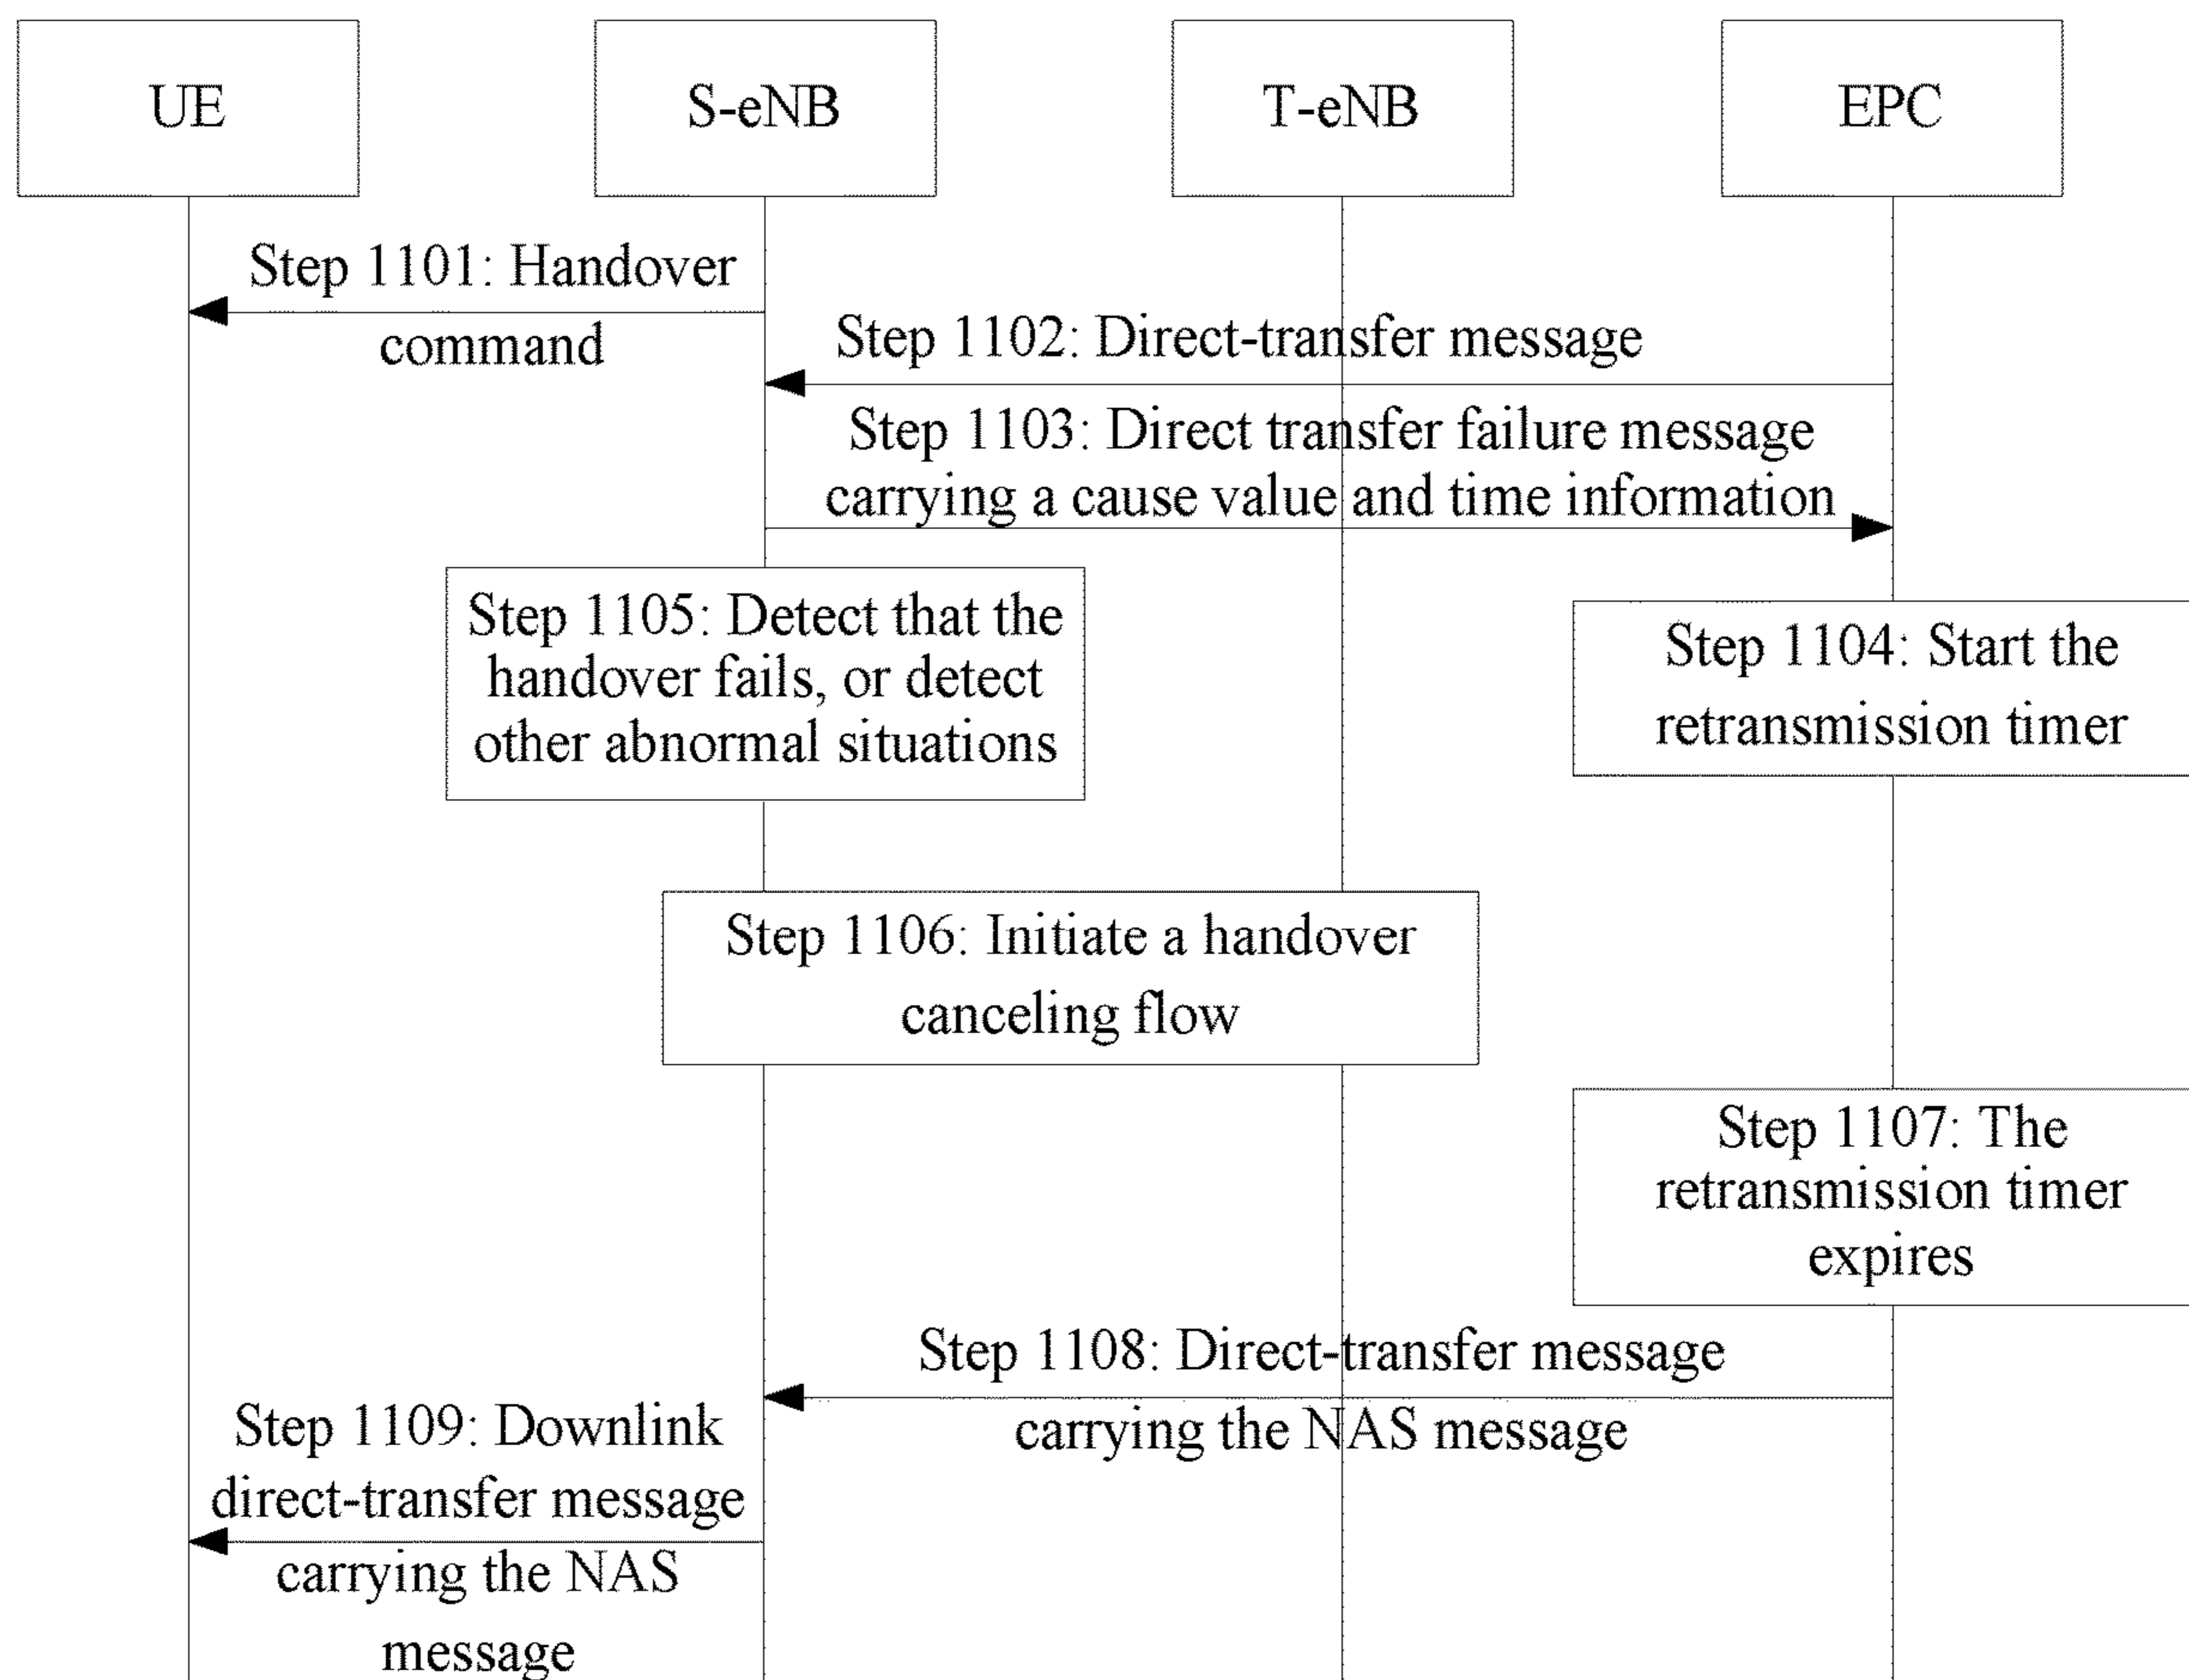 UE
S-eNB
T-eNB
EPC
Step 1101: Handover
command
Step 1102: Direct-transfer message
Step 1103: Direct transfer failure message
carrying a cause value and time information
Step 1105: Detect that the
handover fails, or detect
other abnormal situations
Step 1104: Start the
retransmission timer
Step 1106: Initiate a handover
canceling flow
Step 1107: The
retransmission timer
expires
Step 1108: Direct-transfer message
carrying the NAS message
Step 1109: Downlink
direct-transfer message
carrying the NAS
message